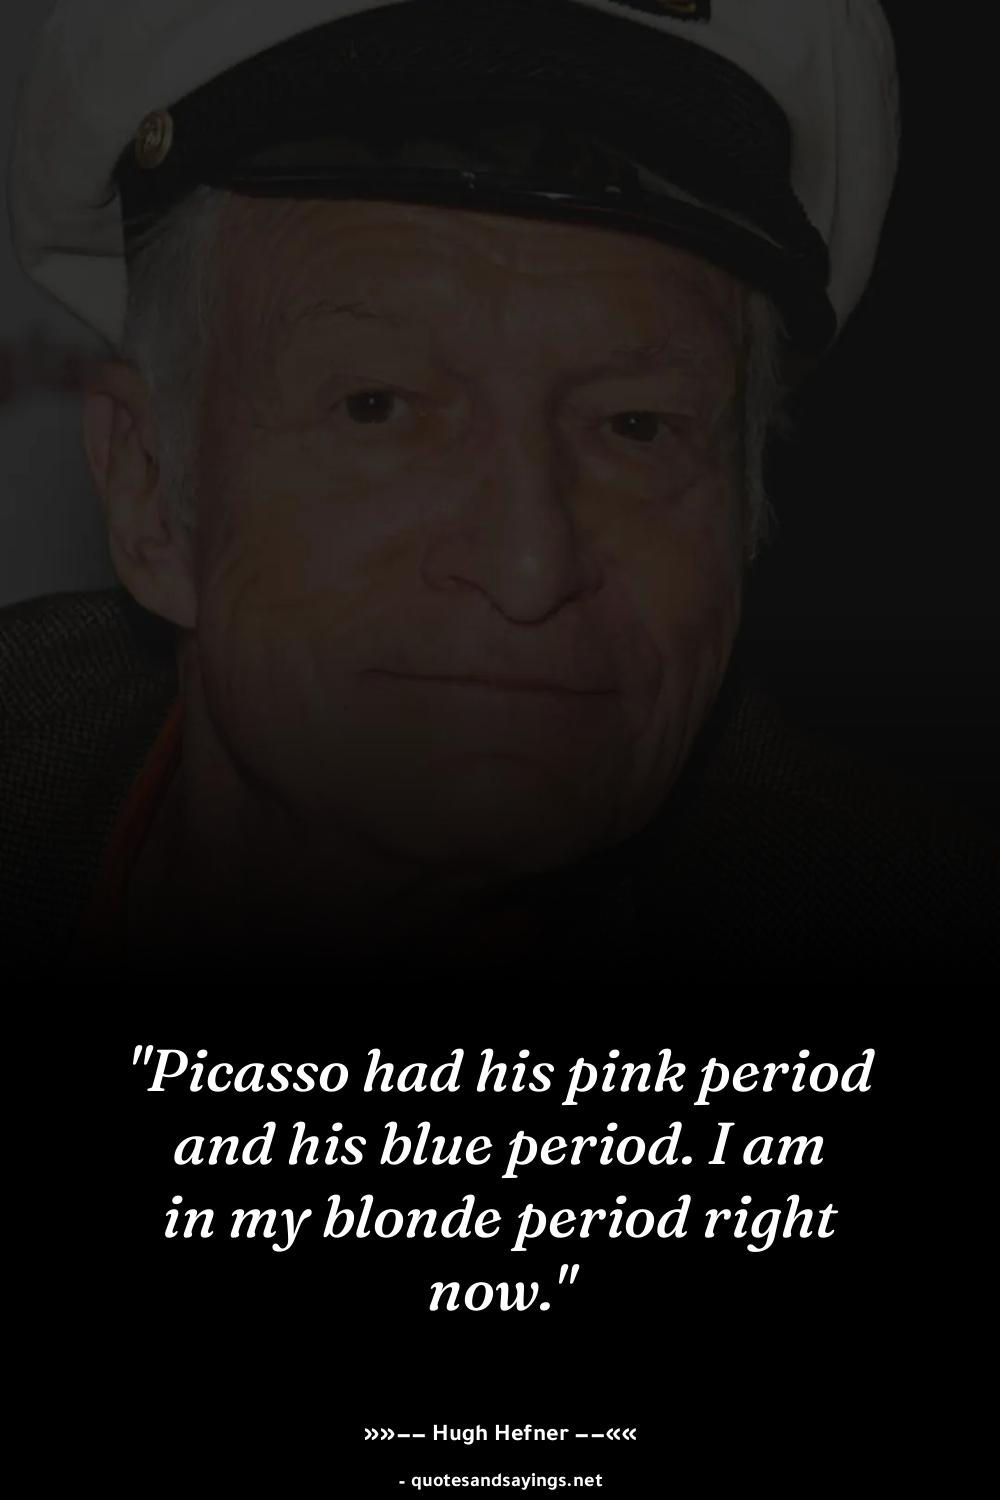 "Picasso had his pink period
and his blue period. I am
in my blonde period right
now."
»»–– Hugh Hefner ––««
- quotesandsayings.net